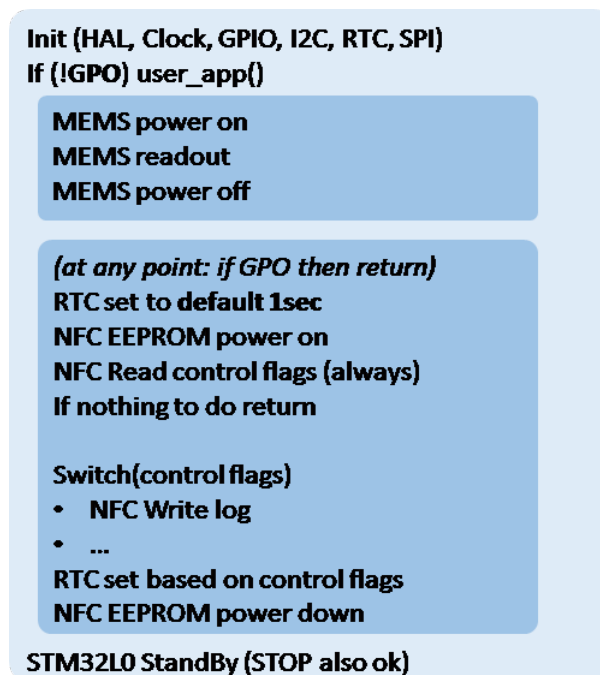 Init (HAL, Clock, GPIO, I2C, RTC, SPI)
If (!GPO) user_app()
MEMS power on
MEMS readout
MEMS power off
(at any point: if GPO then return)
RTC set to default 1sec
NFC EEPROM power on
NFC Read control flags (always)
If nothing to do return
Switch(control flags)
• NFC Write log
• ...
RTC set based on control flags
NFC EEPROM power down
STM32L0 StandBy (STOP also ok)